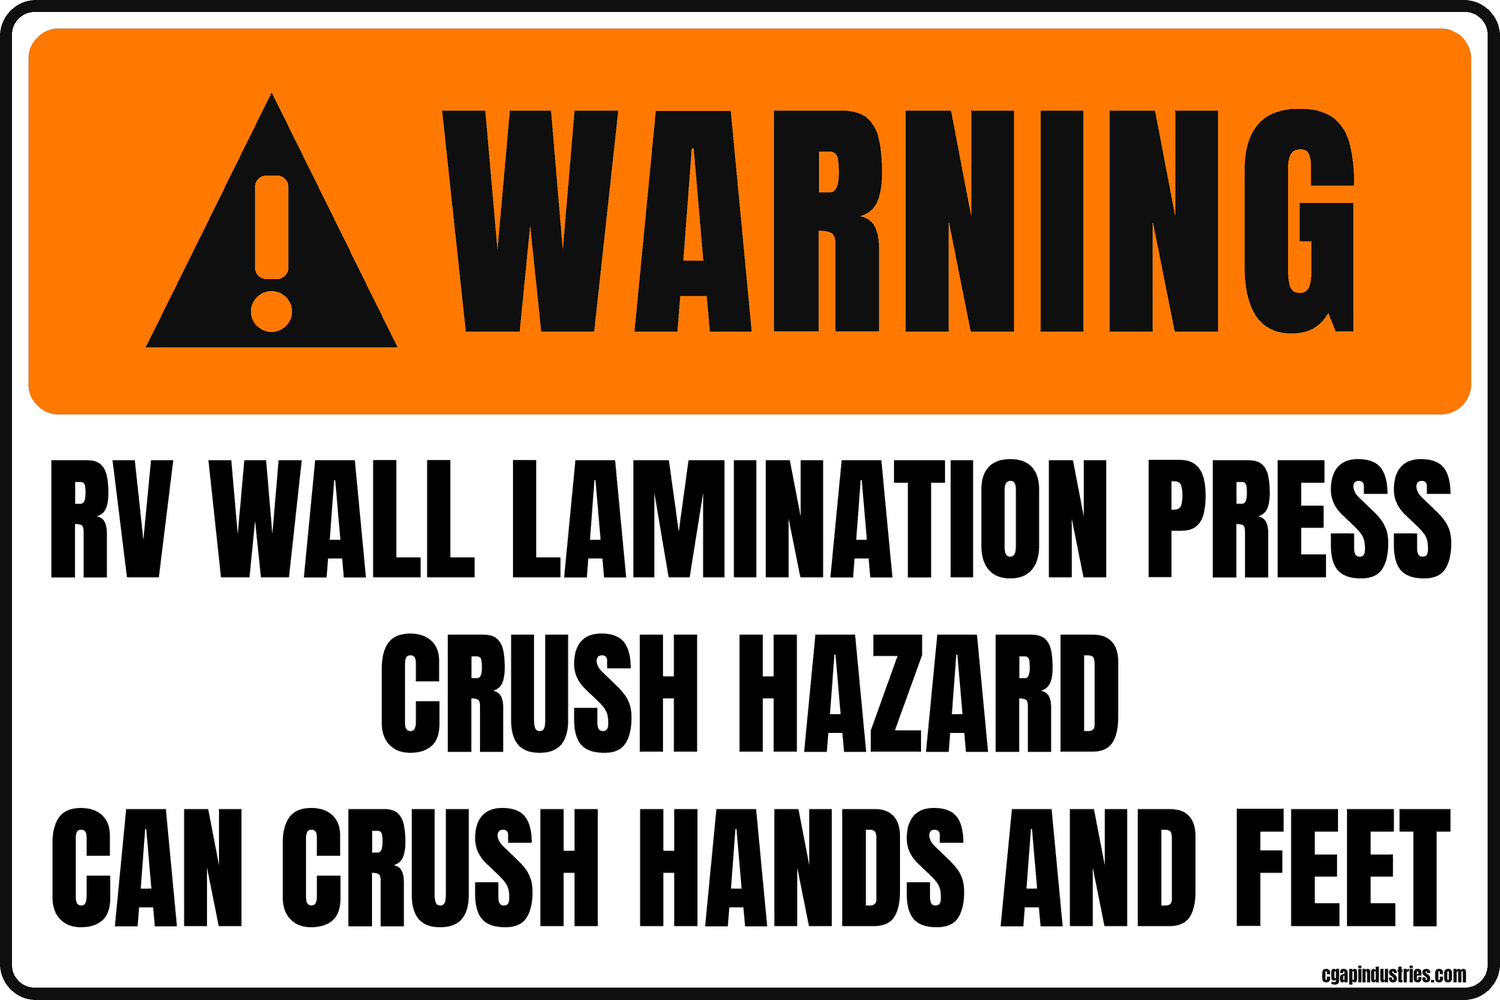 WARNING
RV WALL LAMINATION PRESS
CRUSH HAZARD
CAN CRUSH HANDS AND FEET
cgapindustries.com